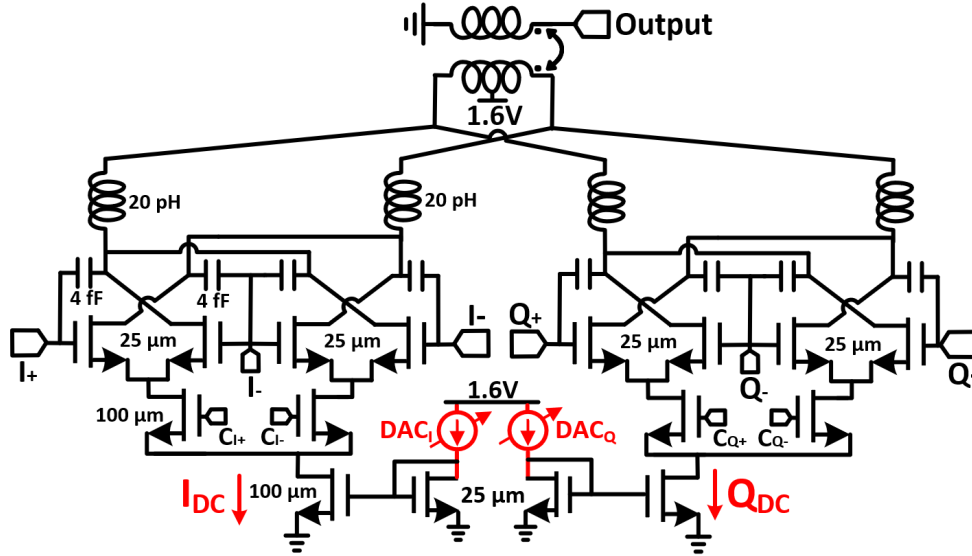 Output
1.6V
20 pH
20 pH
4 fF
4 fF
I+
25 μm
I-
25 μm
I-
Q+
25 μm
Q-
25 μm
Q-
100 μm
CI+
CI-
1.6V
DACI
DACQ
CQ+
CQ-
IDC
100 μm
25 μm
QDC